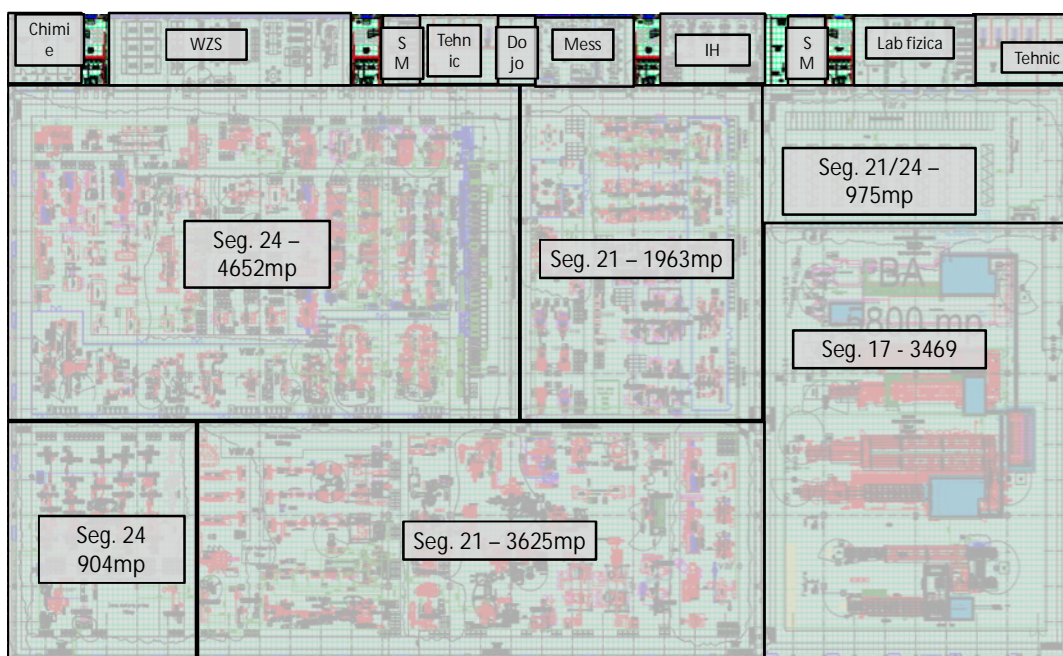 Chimi
e
WZS
S
M
Tehn
ic
Do
jo
Mess
IH
S
M
Lab fizica
Tehnic
Seg. 24 –
4652mp
Seg. 21 – 1963mp
Seg. 21/24 –
975mp
FBA
5800 mp
Seg. 17 - 3469
Seg. 24
904mp
Seg. 21 – 3625mp